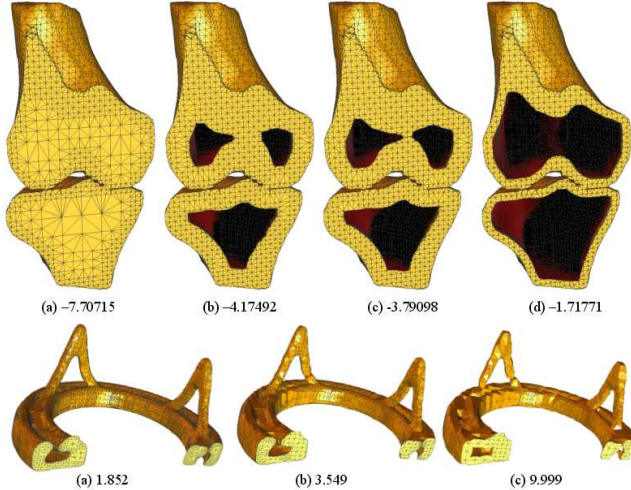 (a) –7.70715 (b) –4.17492 (c) -3.79098 (d) –1.71771
(a) 1.852 (b) 3.549 (c) 9.999